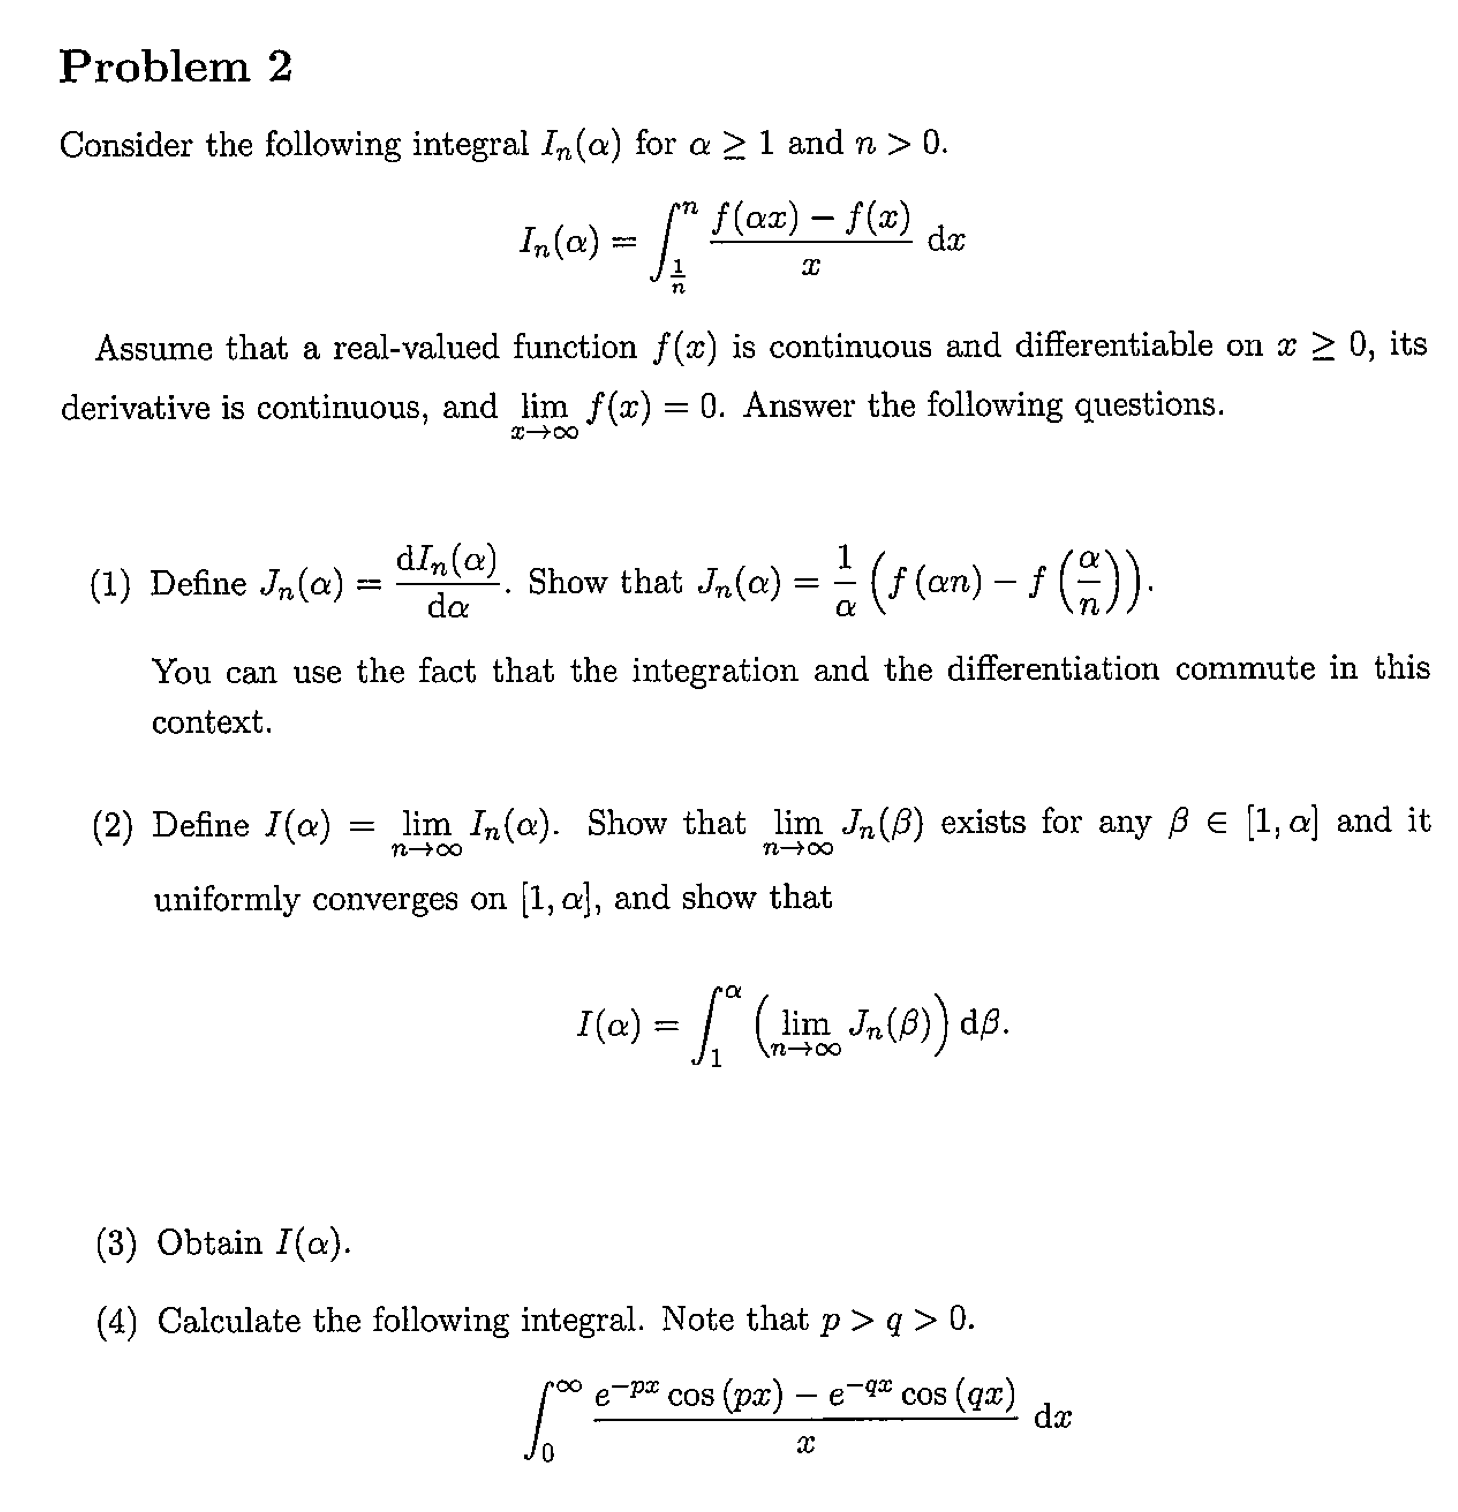 Problem 2
Consider the following integral $I_n(\alpha)$ for $\alpha \geq 1$ and $n > 0$.
$$I_n(\alpha) = \int_{\frac{1}{n}}^{n} \frac{f(\alpha x) - f(x)}{x} \, \mathrm{d}x$$
Assume that a real-valued function $f(x)$ is continuous and differentiable on $x \geq 0$, its
derivative is continuous, and $\lim_{x \to \infty} f(x) = 0$. Answer the following questions.
(1) Define $J_n(\alpha) = \frac{\mathrm{d}I_n(\alpha)}{\mathrm{d}\alpha}$. Show that $J_n(\alpha) = \frac{1}{\alpha} \left( f(\alpha n) - f\left(\frac{\alpha}{n}\right) \right)$.
You can use the fact that the integration and the differentiation commute in this
context.
(2) Define $I(\alpha) = \lim_{n \to \infty} I_n(\alpha)$. Show that $\lim_{n \to \infty} J_n(\beta)$ exists for any $\beta \in [1, \alpha]$ and it
uniformly converges on $[1, \alpha]$, and show that
$$I(\alpha) = \int_{1}^{\alpha} \left( \lim_{n \to \infty} J_n(\beta) \right) \mathrm{d}\beta.$$
(3) Obtain $I(\alpha)$.
(4) Calculate the following integral. Note that $p > q > 0$.
$$\int_{0}^{\infty} \frac{e^{-px} \cos(px) - e^{-qx} \cos(qx)}{x} \, \mathrm{d}x$$